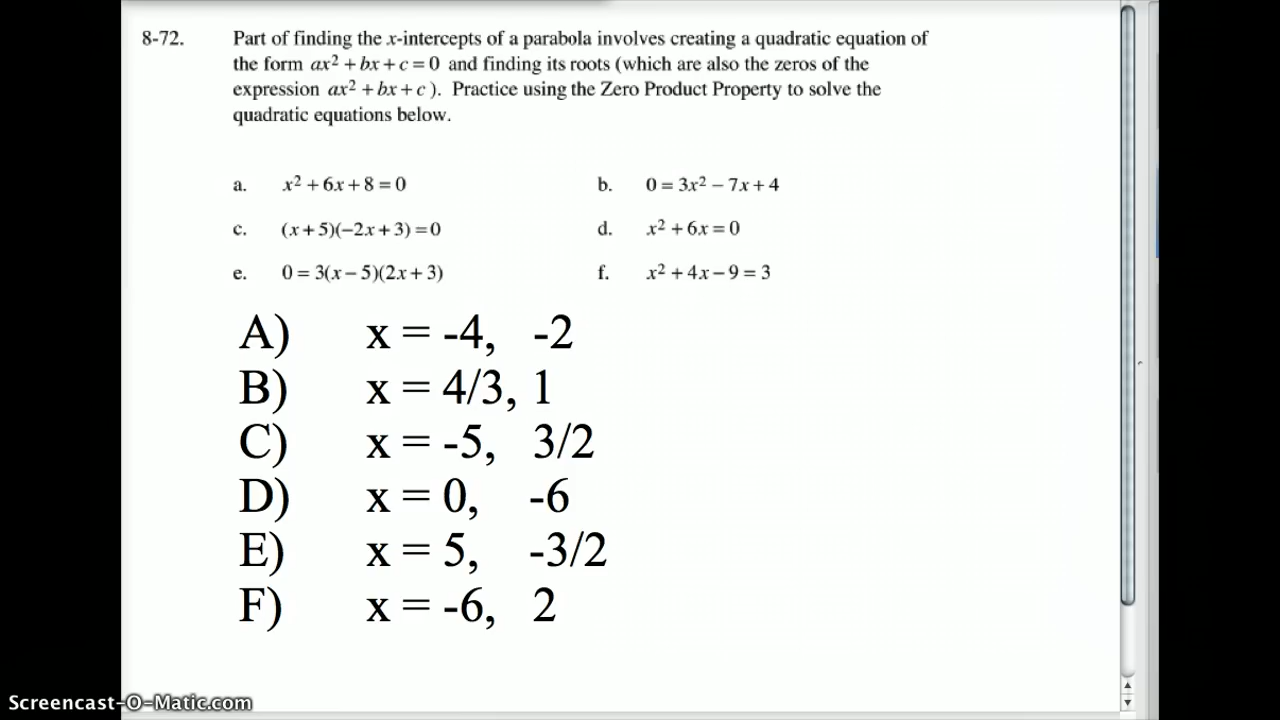 8-72. Part of finding the x-intercepts of a parabola involves creating a quadratic equation of
the form ax² + bx + c = 0 and finding its roots (which are also the zeros of the
expression ax² + bx + c ). Practice using the Zero Product Property to solve the
quadratic equations below.
a. x² + 6x + 8 = 0 b. 0 = 3x² − 7x + 4
c. (x + 5)(−2x + 3) = 0 d. x² + 6x = 0
e. 0 = 3(x − 5)(2x + 3) f. x² + 4x − 9 = 3
A) x = -4, -2
B) x = 4/3, 1
C) x = -5, 3/2
D) x = 0, -6
E) x = 5, -3/2
F) x = -6, 2
Screencast-O-Matic.com